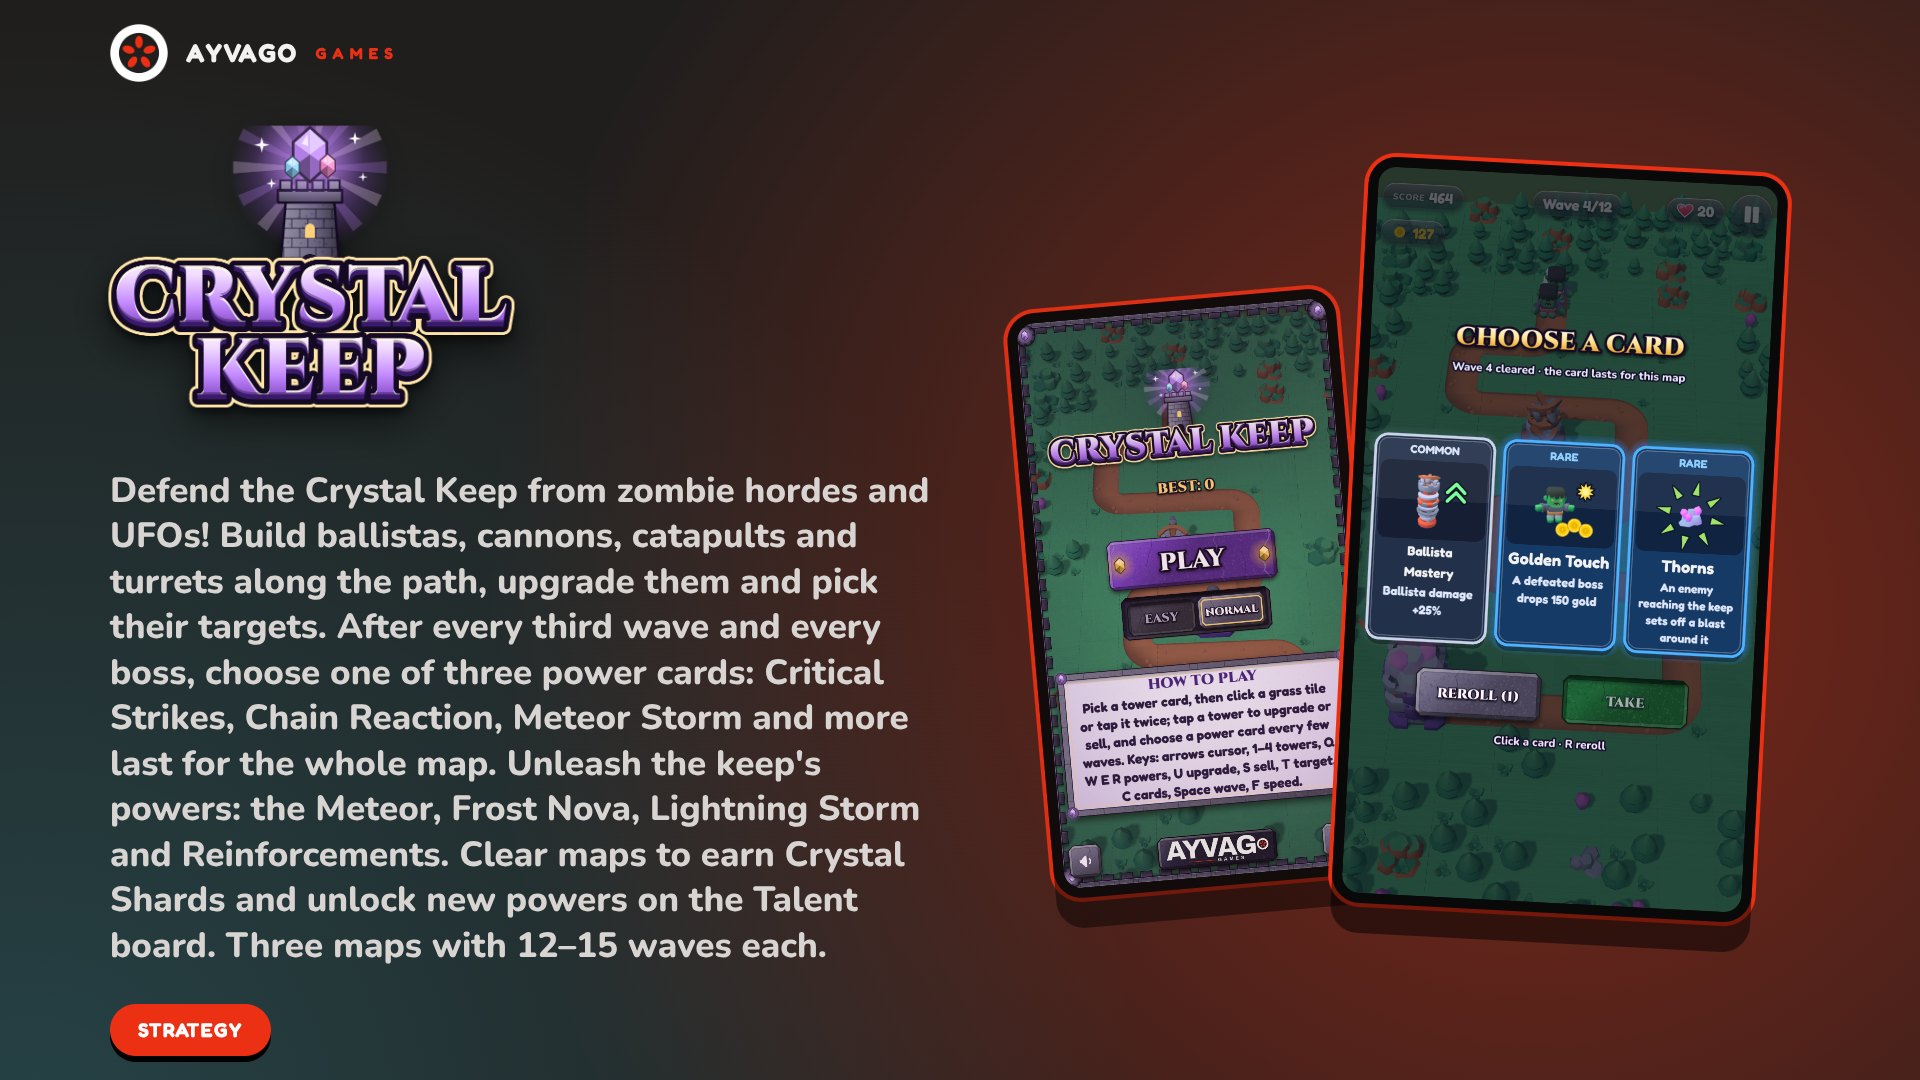 AYVAGO GAMES
CRYSTAL
KEEP
Defend the Crystal Keep from zombie hordes and
UFOs! Build ballistas, cannons, catapults and
turrets along the path, upgrade them and pick
their targets. After every third wave and every
boss, choose one of three power cards: Critical
Strikes, Chain Reaction, Meteor Storm and more
last for the whole map. Unleash the keep's
powers: the Meteor, Frost Nova, Lightning Storm
and Reinforcements. Clear maps to earn Crystal
Shards and unlock new powers on the Talent
board. Three maps with 12–15 waves each.
STRATEGY
CRYSTAL KEEP
BEST: 0
PLAY
EASY NORMAL
HOW TO PLAY
Pick a tower card, then click a grass tile
or tap it twice; tap a tower to upgrade or
sell, and choose a power card every few
waves. Keys: arrows cursor, 1–4 towers, Q
W E R powers, U upgrade, S sell, T target,
C cards, Space wave, F speed.
AYVAGO
GAMES
SCORE 464 Wave 4/12 20
127
CHOOSE A CARD
Wave 4 cleared · the card lasts for this map
COMMON
Ballista
Mastery
Ballista damage
+25%
RARE
Golden Touch
A defeated boss
drops 150 gold
RARE
Thorns
An enemy
reaching the keep
sets off a blast
around it
REROLL (1) TAKE
Click a card · R reroll